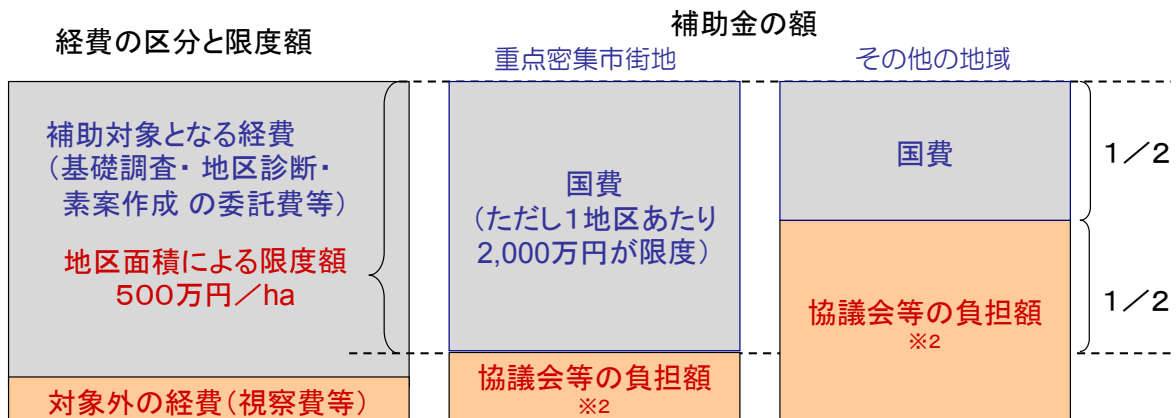 経費の区分と限度額
補助対象となる経費
(基礎調査・地区診断・
素案作成 の委託費等)
地区面積による限度額
500万円/ha
対象外の経費(視察費等)
補助金の額
重点密集市街地
国費
(ただし1地区あたり
2,000万円が限度)
協議会等の負担額
※2
その他の地域
国費
協議会等の負担額
※2
1/2
1/2